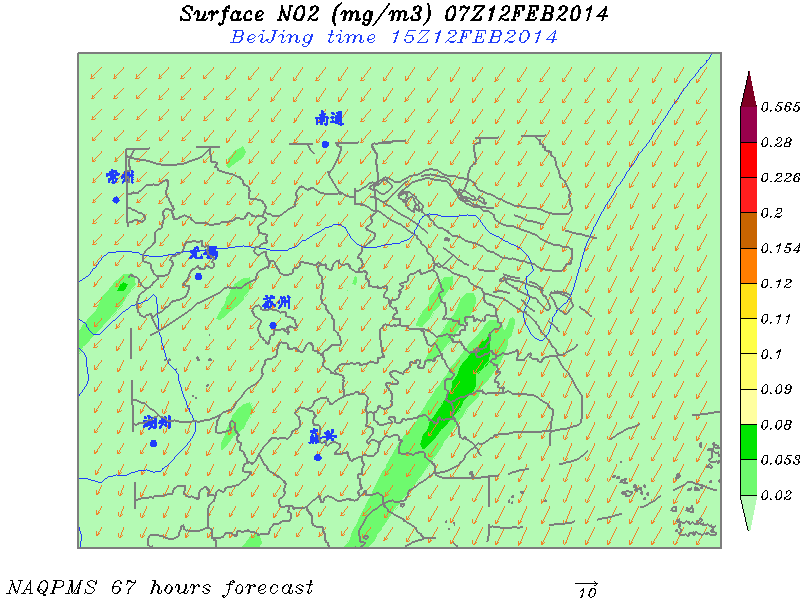 Surface NO2 (mg/m3) 07Z12FEB2014
BeiJing time 15Z12FEB2014
南通
常州
无锡
苏州
湖州
嘉兴
0.565
0.28
0.226
0.2
0.154
0.12
0.11
0.1
0.09
0.08
0.053
0.02
NAQPMS 67 hours forecast
10